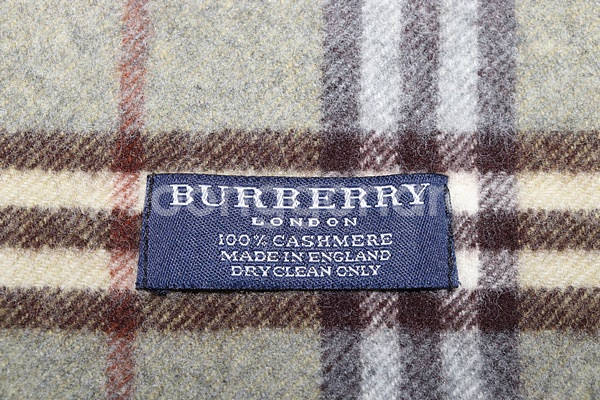 BURBERRY
LONDON
100% CASHMERE
MADE IN ENGLAND
DRY CLEAN ONLY